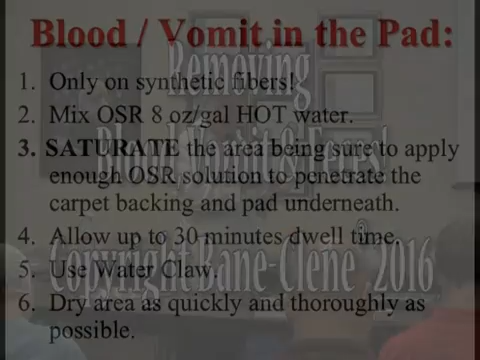 Blood / Vomit in the Pad:
1. Only on synthetic fibers!
2. Mix OSR 8 oz/gal HOT water.
3. SATURATE the area being sure to apply
enough OSR solution to penetrate the
carpet backing and pad underneath.
4. Allow up to 30 minutes dwell time.
5. Use Water Claw.
6. Dry area as quickly and thoroughly as
possible.
Removing
Blood, Vomit & Feces!
Copyright Bane-Clene® 2016